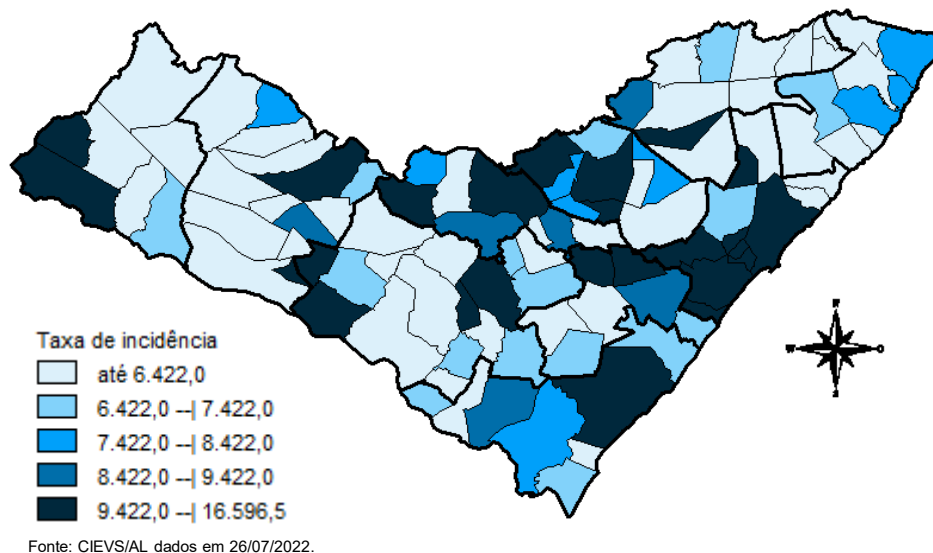 N
W
O
S
Taxa de incidência
até 6.422,0
6.422,0 --| 7.422,0
7.422,0 --| 8.422,0
8.422,0 --| 9.422,0
9.422,0 --| 16.596,5
Fonte: CIEVS/AL dados em 26/07/2022.